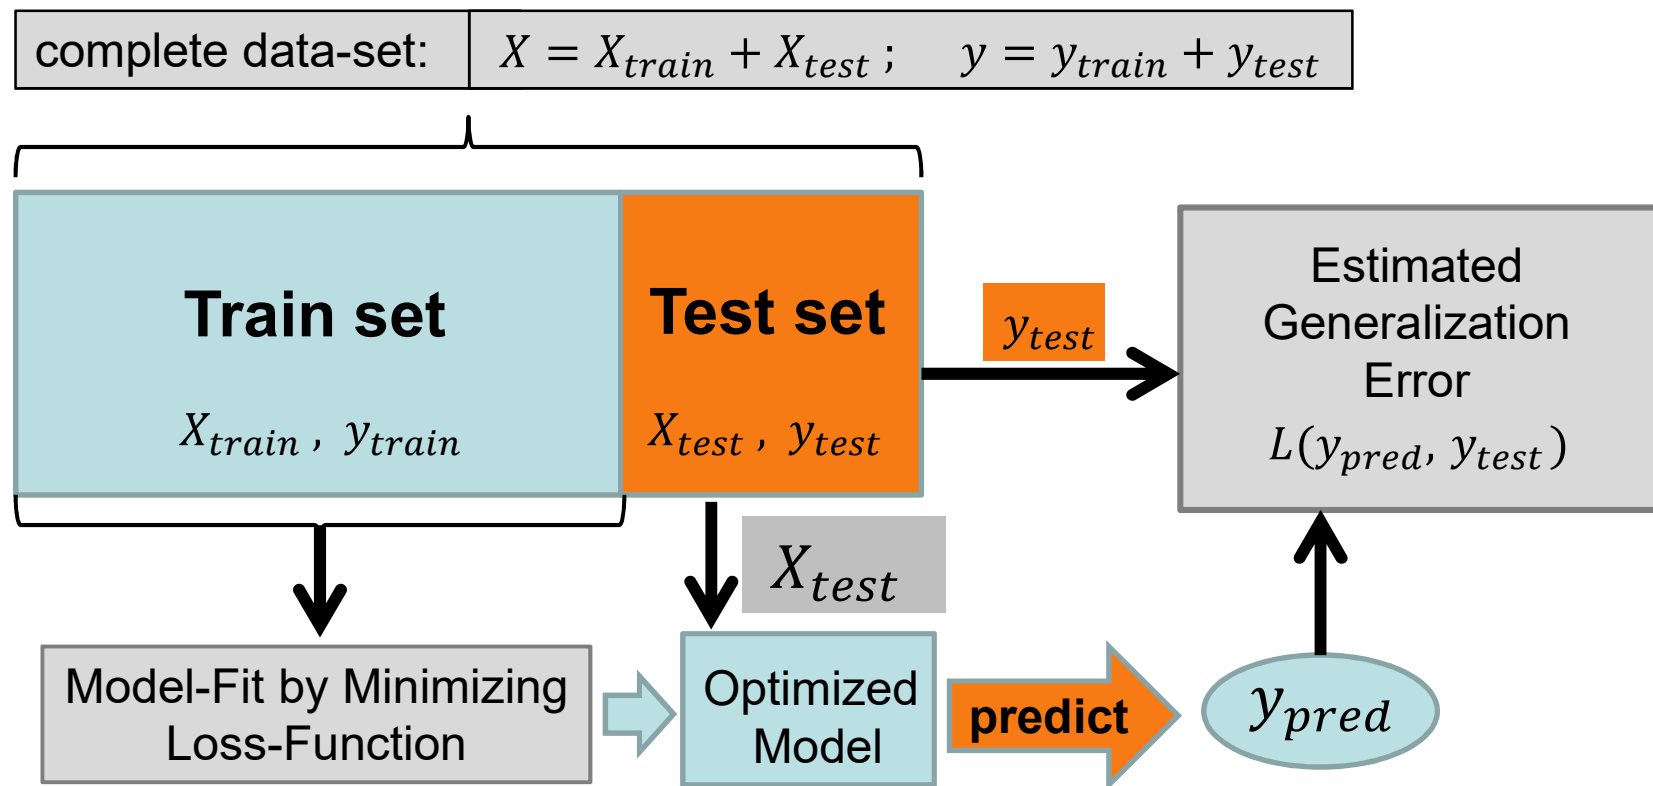 complete data-set: X = X_train + X_test ; y = y_train + y_test
Train set
X_train , y_train
Test set
X_test , y_test
y_test
Estimated
Generalization
Error
L(y_pred, y_test)
X_test
Model-Fit by Minimizing
Loss-Function
Optimized
Model
predict
y_pred